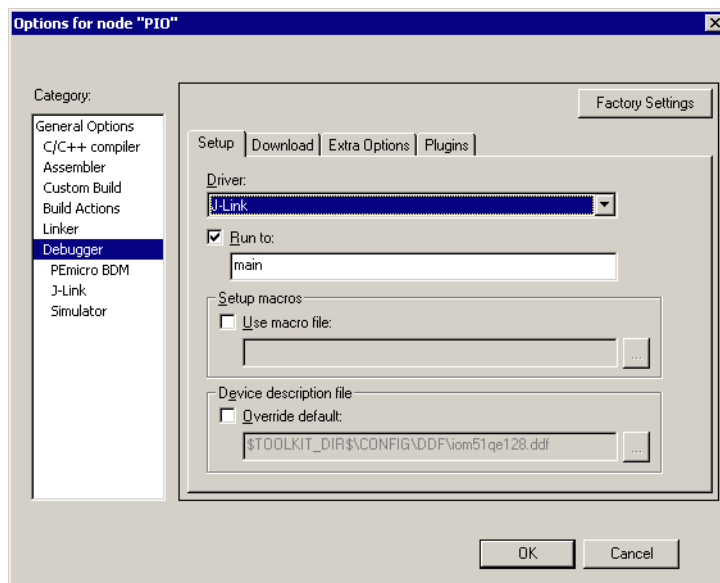 Options for node "PIO"
Category:
General Options
C/C++ compiler
Assembler
Custom Build
Build Actions
Linker
Debugger
PEmicro BDM
J-Link
Simulator
Factory Settings
Setup Download Extra Options Plugins
Driver:
J-Link
Run to:
main
Setup macros
Use macro file:
...
Device description file
Override default:
$TOOLKIT_DIR$\CONFIG\DDF\iom51qe128.ddf
...
OK Cancel